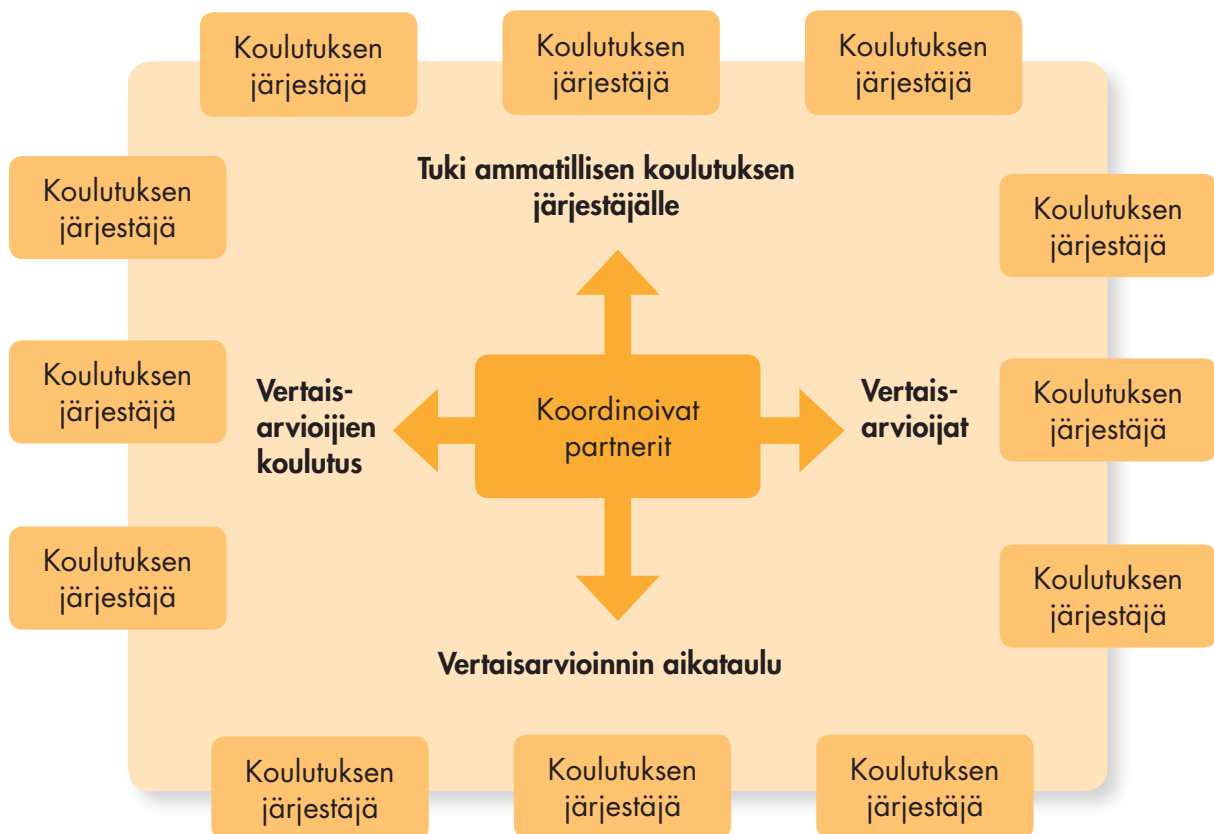 Koulutuksen
järjestäjä
Koulutuksen
järjestäjä
Koulutuksen
järjestäjä
Tuki ammatillisen koulutuksen
järjestäjälle
Koulutuksen
järjestäjä
Koulutuksen
järjestäjä
Koulutuksen
järjestäjä
Vertais-
arvioijien
koulutus
Koordinoivat
partnerit
Vertais-
arvioijat
Koulutuksen
järjestäjä
Koulutuksen
järjestäjä
Koulutuksen
järjestäjä
Vertaisarvioinnin aikataulu
Koulutuksen
järjestäjä
Koulutuksen
järjestäjä
Koulutuksen
järjestäjä